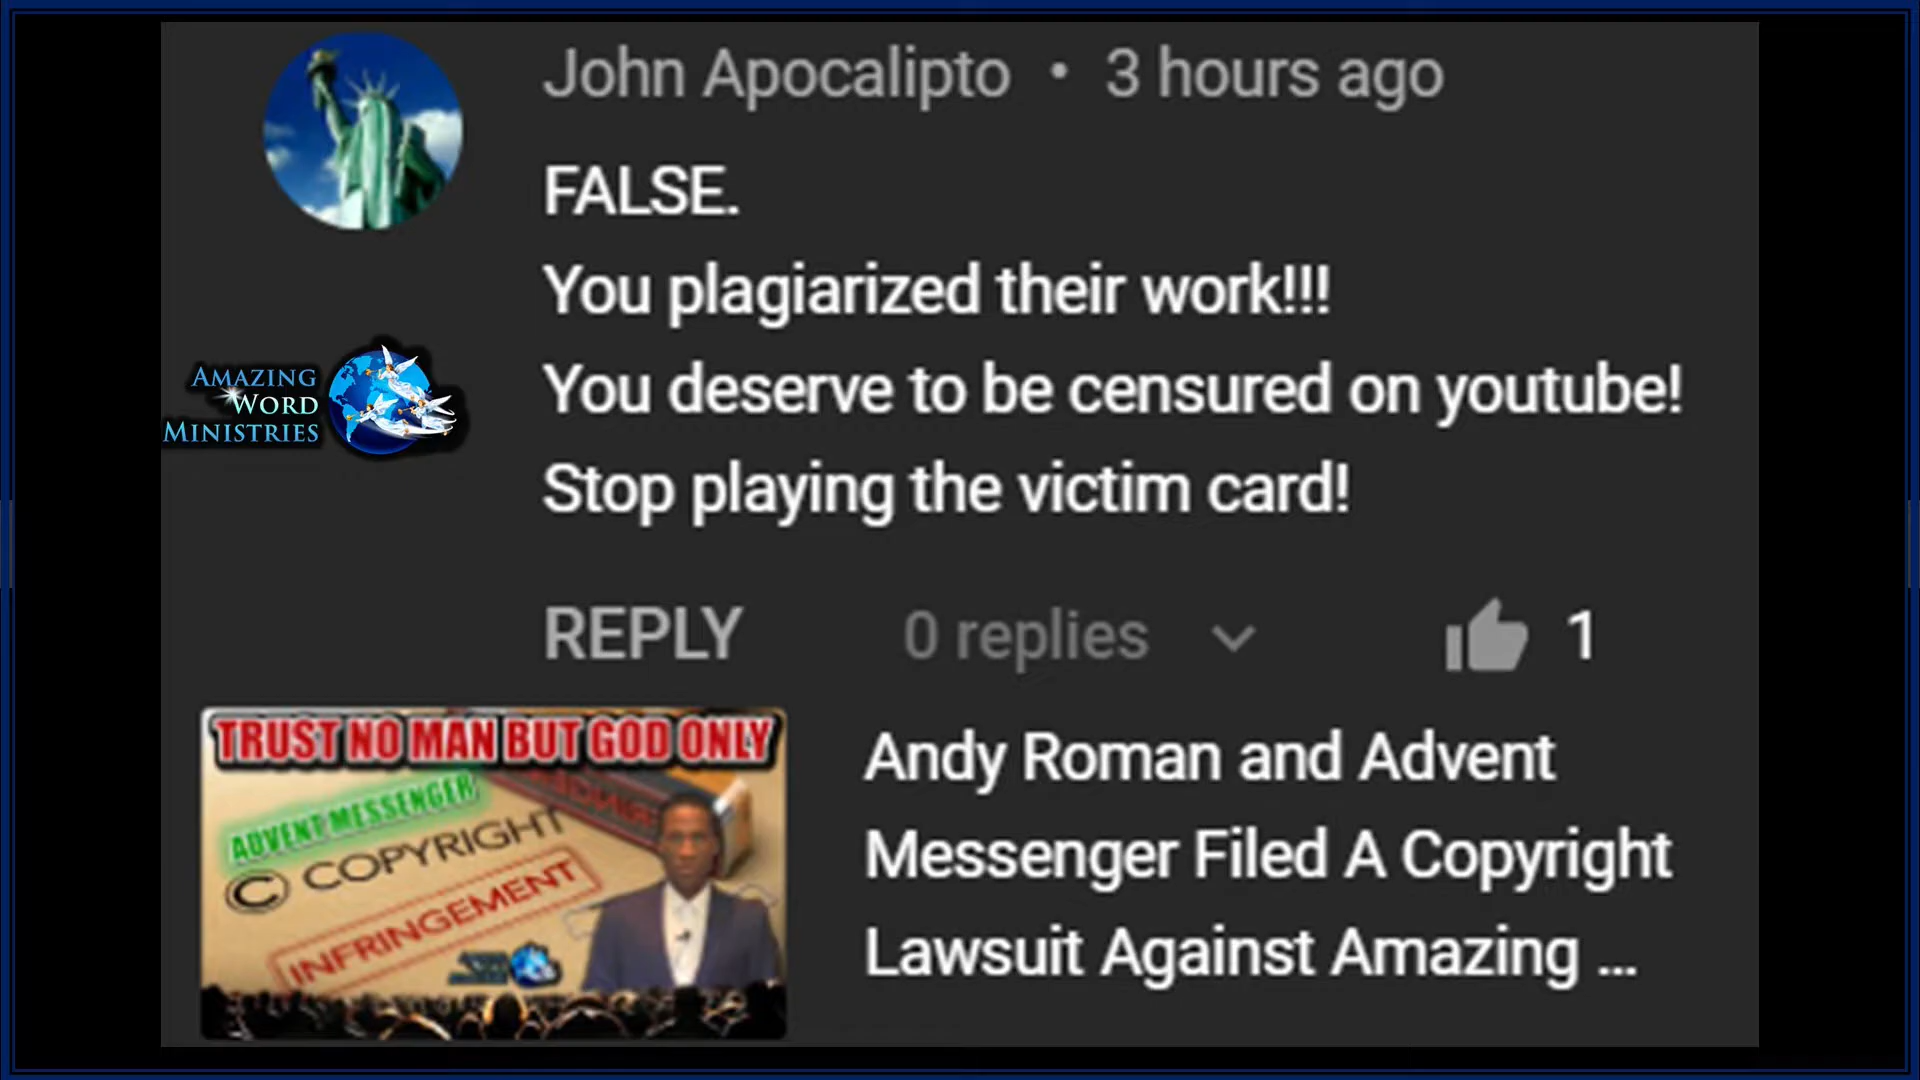 John Apocalipto • 3 hours ago
FALSE.
You plagiarized their work!!!
You deserve to be censured on youtube!
Stop playing the victim card!
AMAZING
WORD
MINISTRIES
REPLY 0 replies 1
TRUST NO MAN BUT GOD ONLY
ADVENT MESSENGER
© COPYRIGHT
INFRINGEMENT
Andy Roman and Advent
Messenger Filed A Copyright
Lawsuit Against Amazing ...